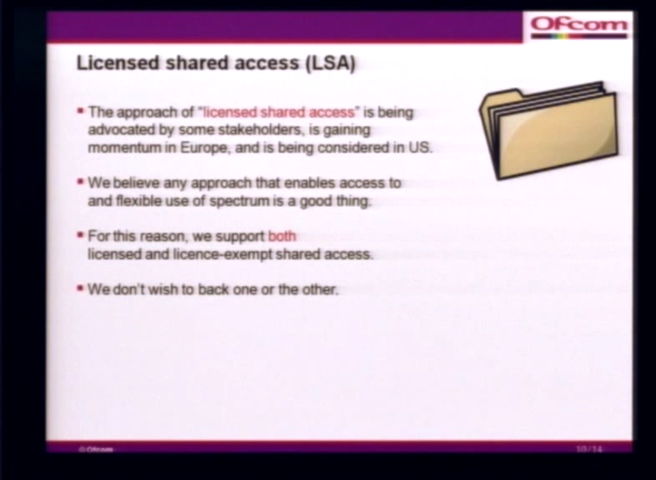 Ofcom
Licensed shared access (LSA)
▪ The approach of "licensed shared access" is being
advocated by some stakeholders, is gaining
momentum in Europe, and is being considered in US.
▪ We believe any approach that enables access to
and flexible use of spectrum is a good thing.
▪ For this reason, we support both
licensed and licence-exempt shared access.
▪ We don't wish to back one or the other.
© Ofcom
10/14